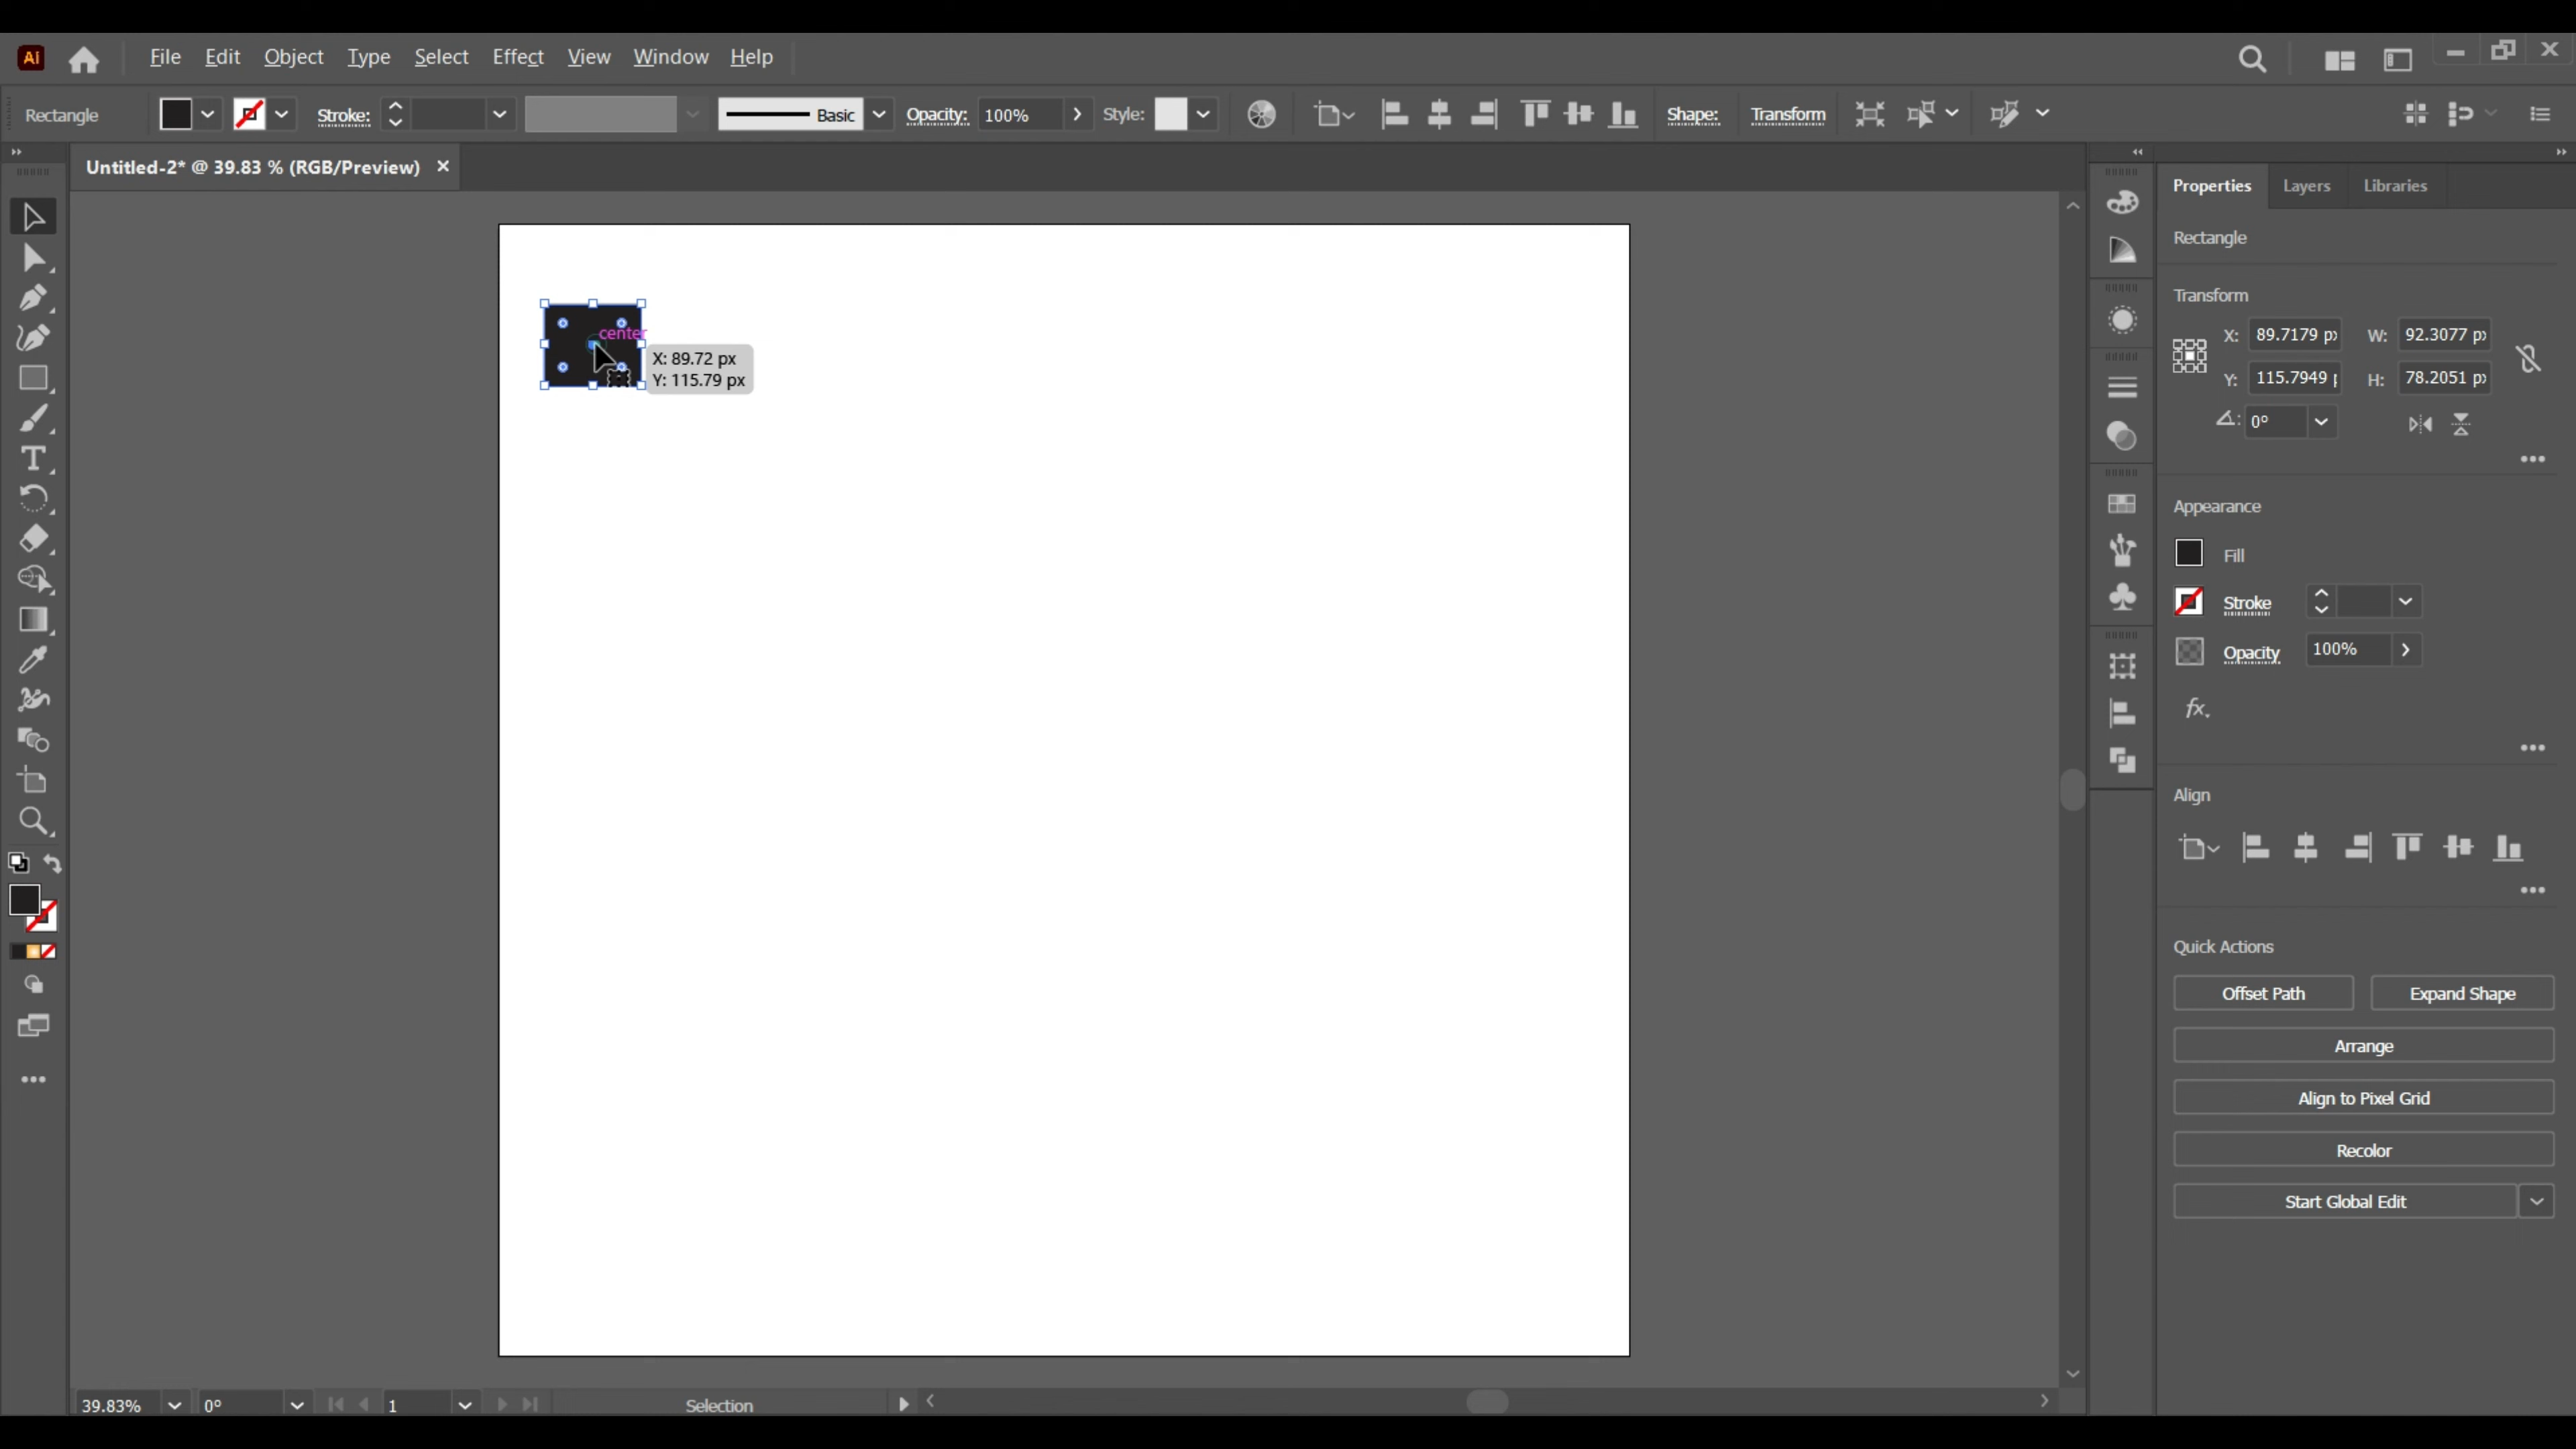 Ai File Edit Object Type Select Effect View Window Help
Rectangle Stroke: Basic Opacity: 100% Style: Shape: Transform
Untitled-2* @ 39.83 % (RGB/Preview) ×
center
X: 89.72 px
Y: 115.79 px
Properties Layers Libraries
Rectangle
Transform
X: 89.7179 px W: 92.3077 px
Y: 115.7949 H: 78.2051 px
0°
Appearance
Fill
Stroke
Opacity 100%
fx.
Align
Quick Actions
Offset Path Expand Shape
Arrange
Align to Pixel Grid
Recolor
Start Global Edit
39.83% 0° 1 Selection